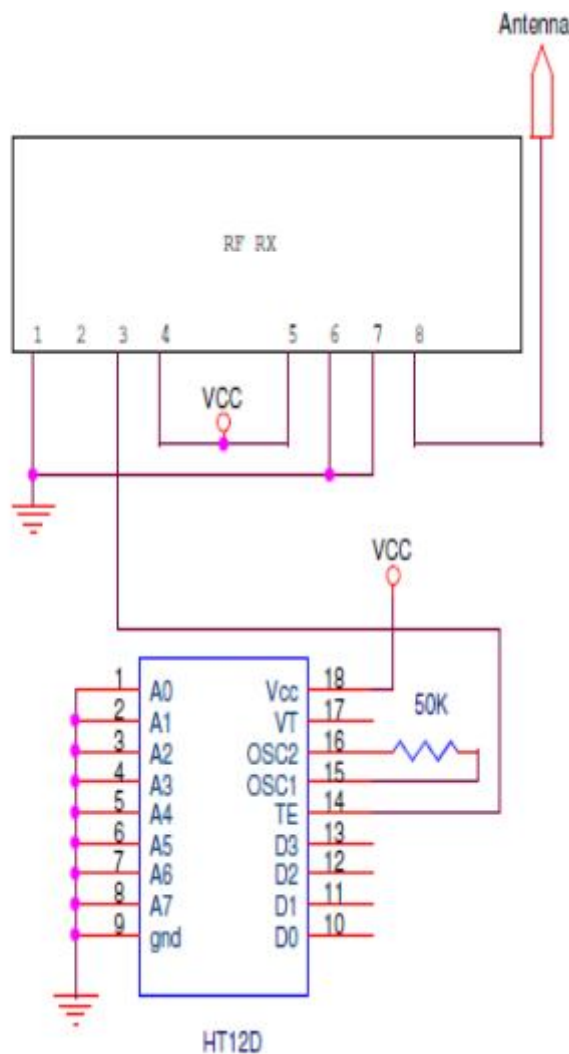 Antenna
RF RX
1 2 3 4 5 6 7 8
VCC
VCC
1 A0 Vcc 18
2 A1 VT 17
50K
3 A2 OSC2 16
4 A3 OSC1 15
5 A4 TE 14
6 A5 D3 13
7 A6 D2 12
8 A7 D1 11
9 gnd D0 10
HT12D